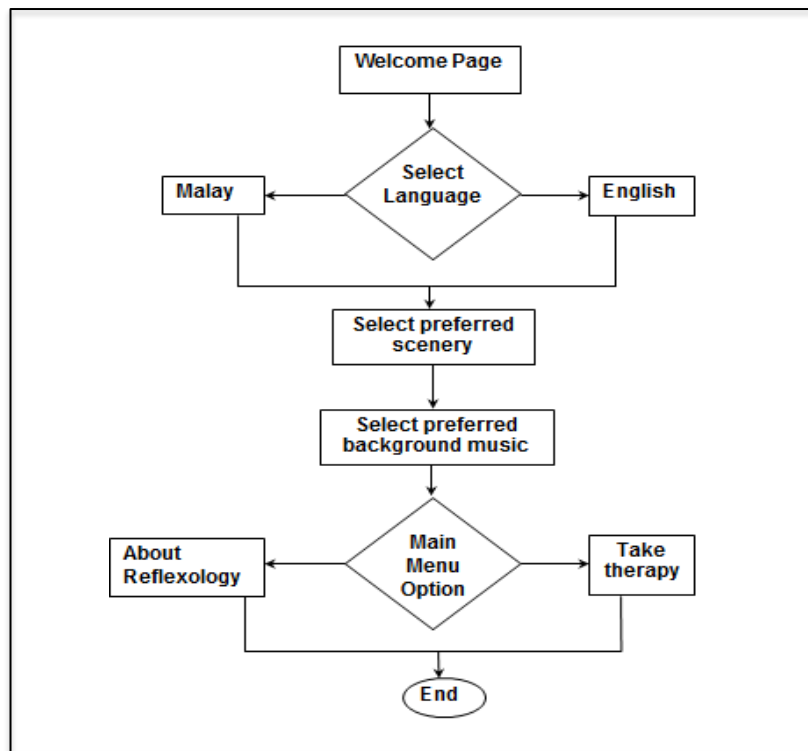 Welcome Page
Select
Language
Malay
English
Select preferred
scenery
Select preferred
background music
Main
Menu
Option
About
Reflexology
Take
therapy
End